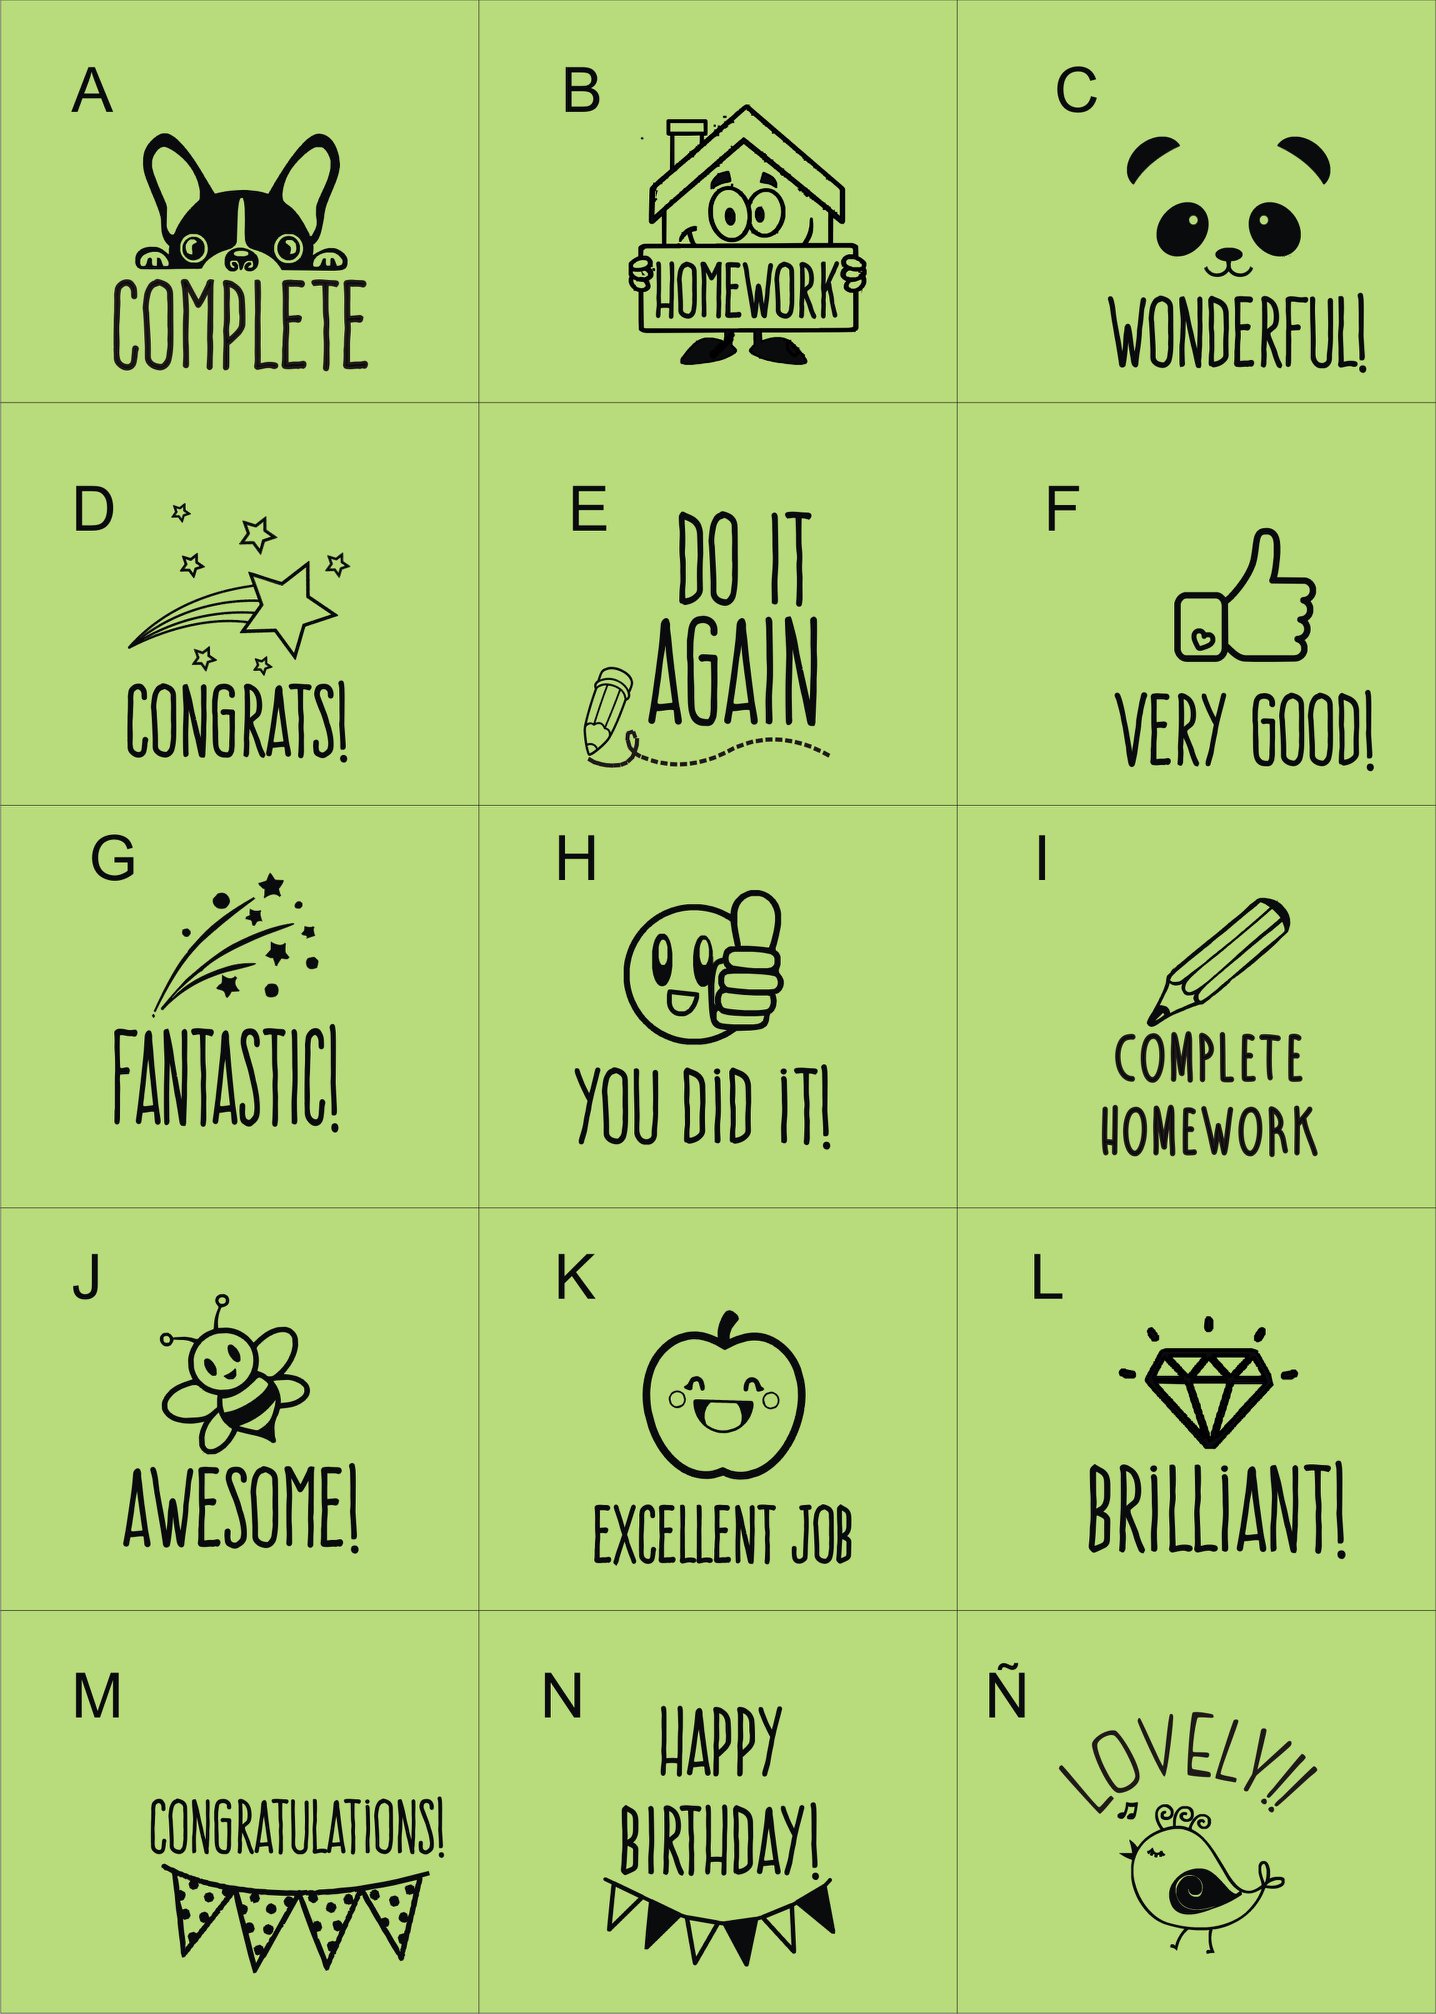 A
COMPLETE
B
HOMEWORK
C
WONDERFUL!
D
CONGRATS!
E
DO IT
AGAIN
F
VERY GOOD!
G
FANTASTIC!
H
YOU DiD iT!
I
COMPLETE
HOMEWORK
J
AWESOME!
K
EXCELLENT JOB
L
BRiLLiANT!
M
CONGRATULATiONS!
N
HAPPY
BIRTHDAY!
Ñ
LOVELY!!